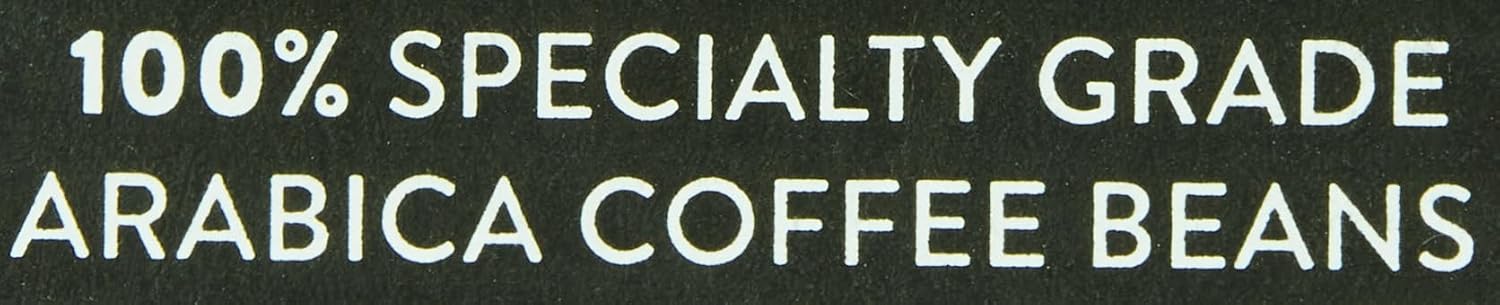 100% SPECIALTY GRADE
ARABICA COFFEE BEANS